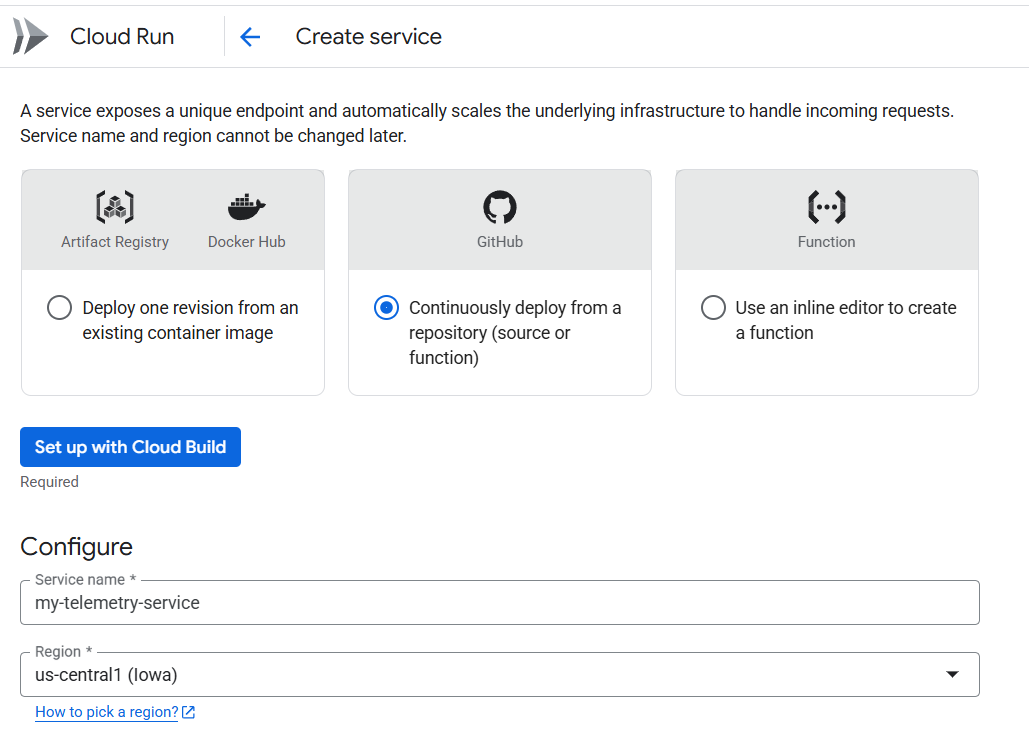 Cloud Run
Create service
A service exposes a unique endpoint and automatically scales the underlying infrastructure to handle incoming requests.
Service name and region cannot be changed later.
Artifact Registry
Docker Hub
Deploy one revision from an
existing container image
GitHub
Continuously deploy from a
repository (source or
function)
Function
Use an inline editor to create
a function
Set up with Cloud Build
Required
Configure
Service name *
my-telemetry-service
Region *
us-central1 (Iowa)
How to pick a region?